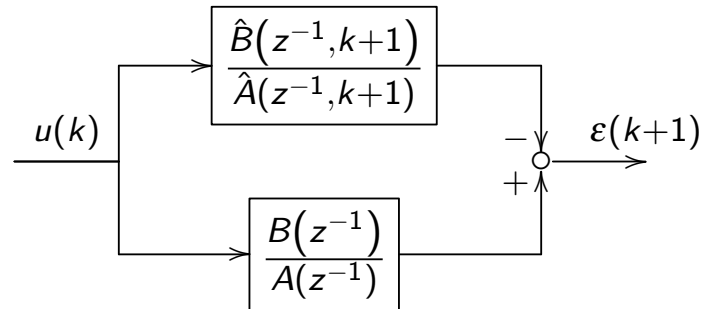 B̂(z⁻¹,k+1)
Â(z⁻¹,k+1)
u(k)
−
ε(k+1)
+
B(z⁻¹)
A(z⁻¹)